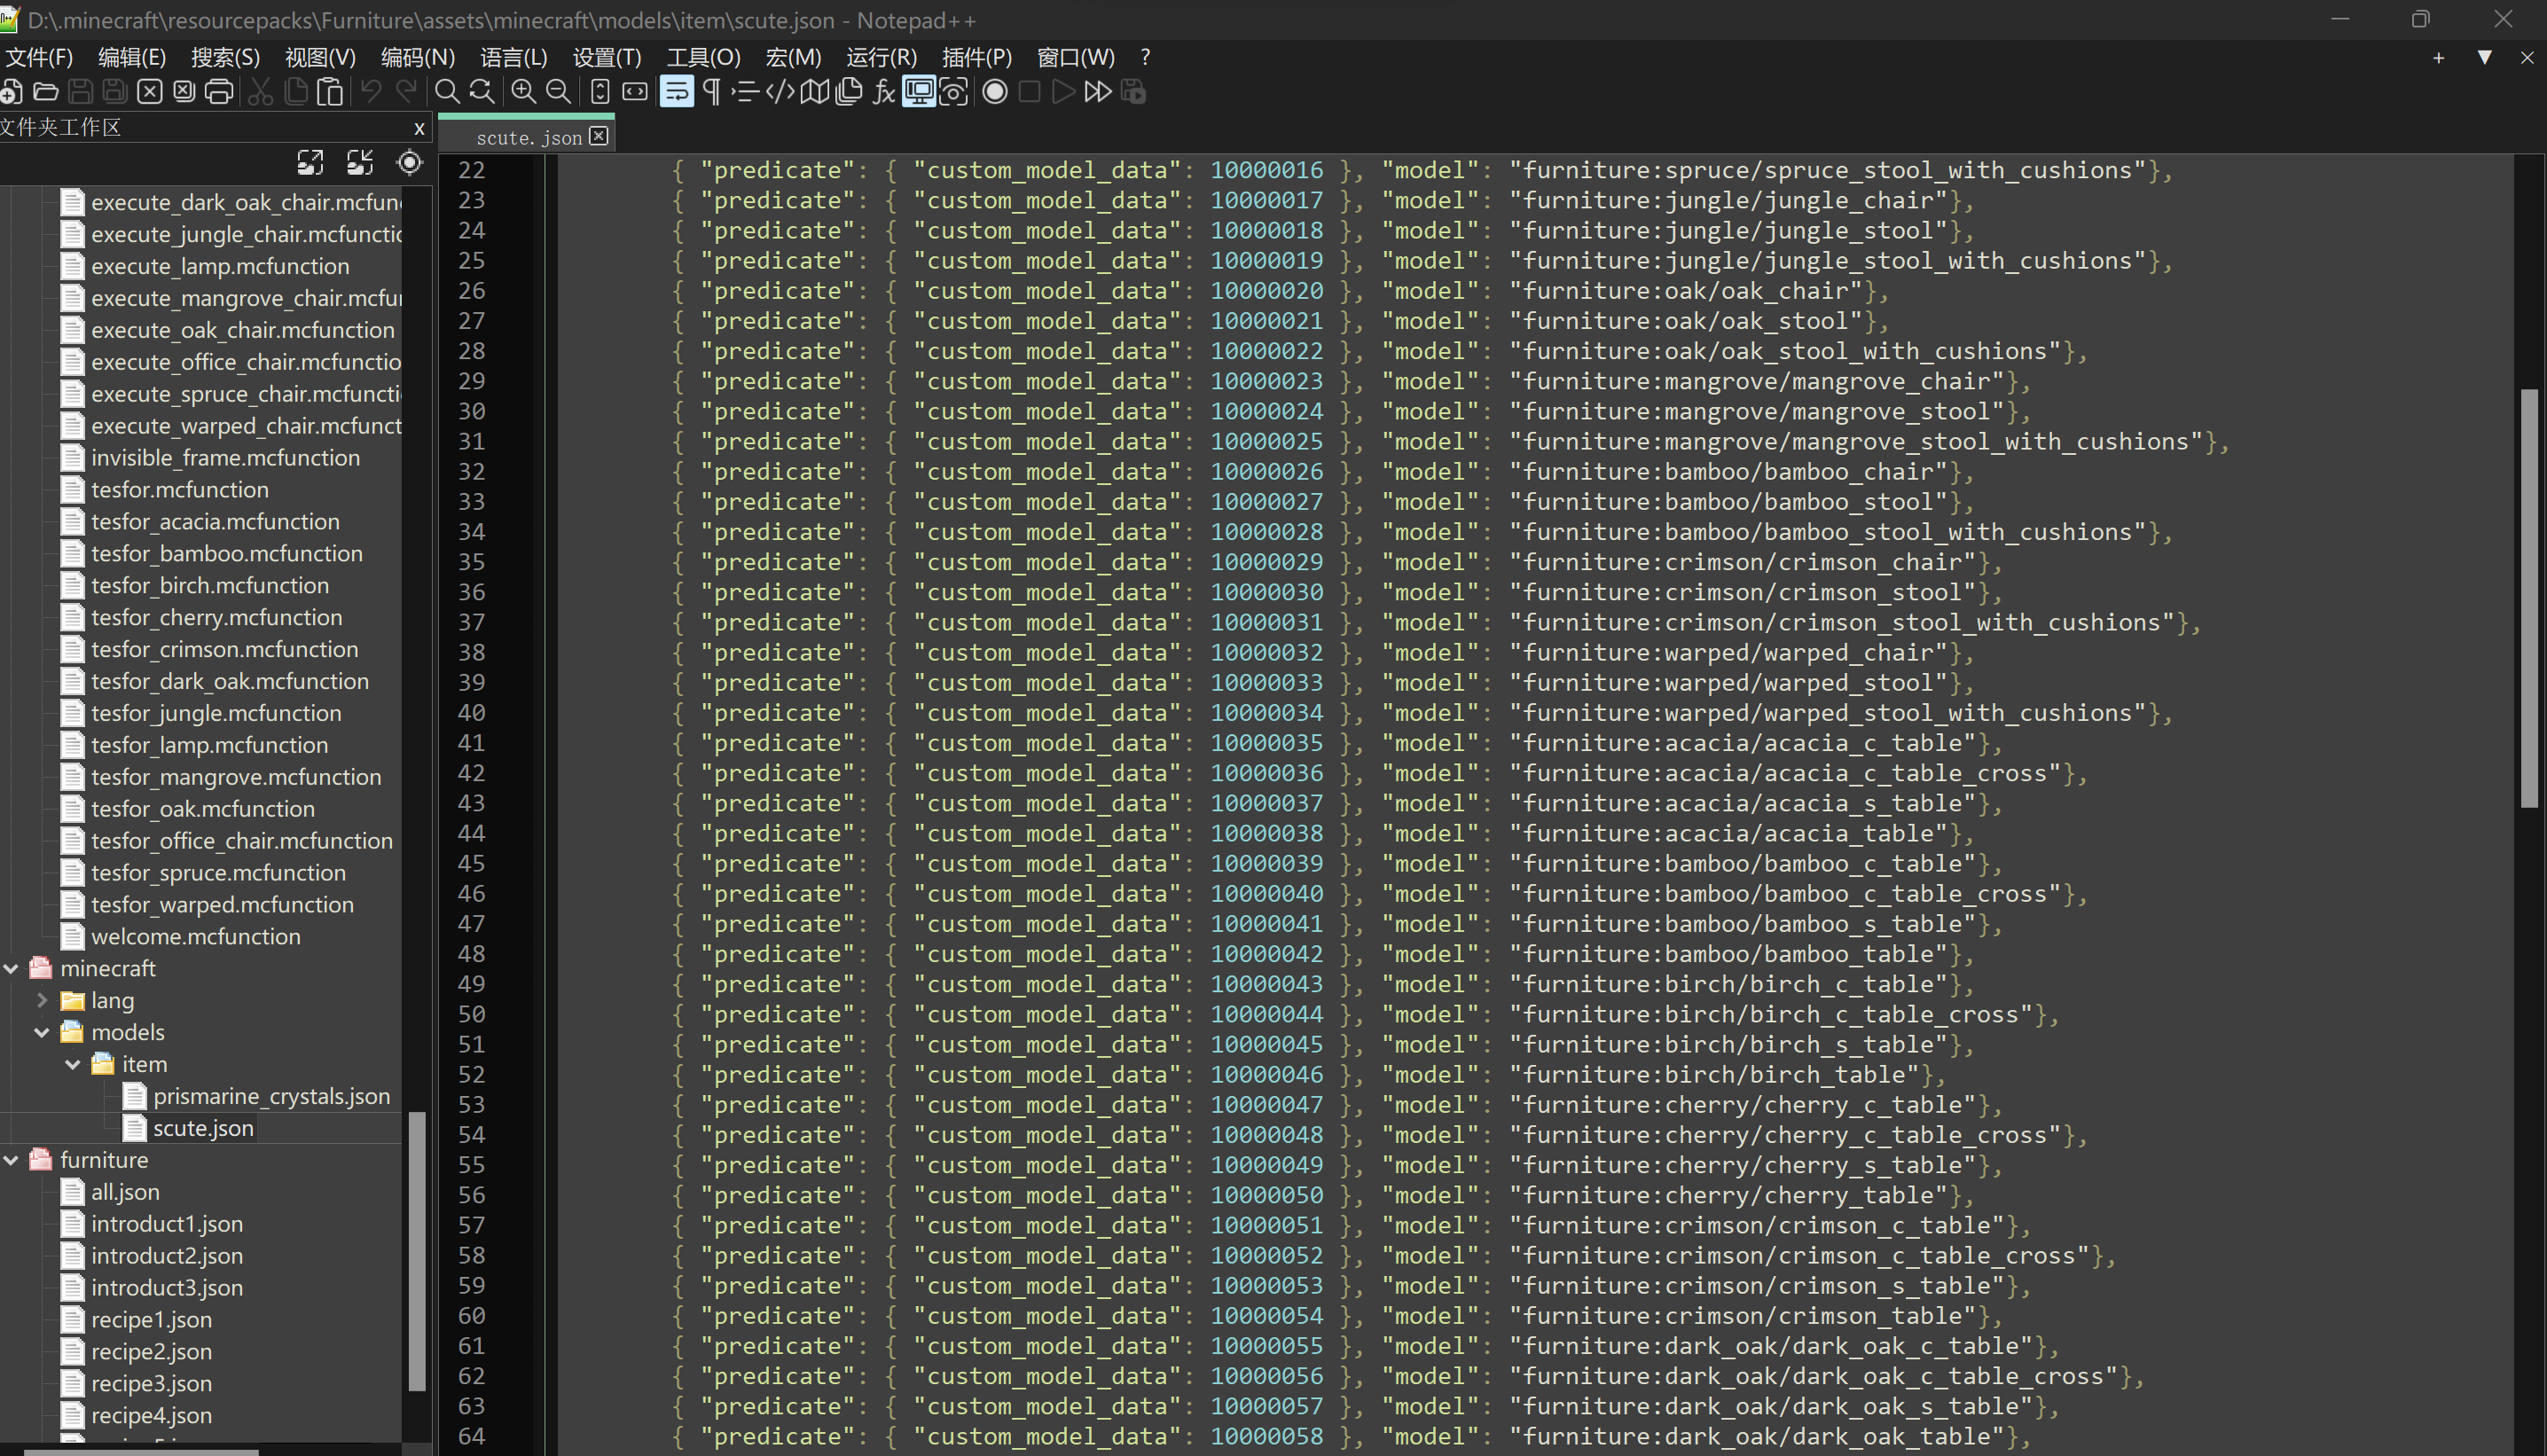 D:\.minecraft\resourcepacks\Furniture\assets\minecraft\models\item\scute.json - Notepad++
文件(F) 编辑(E) 搜索(S) 视图(V) 编码(N) 语言(L) 设置(T) 工具(O) 宏(M) 运行(R) 插件(P) 窗口(W) ?
文件夹工作区
execute_dark_oak_chair.mcfunc
execute_jungle_chair.mcfunctic
execute_lamp.mcfunction
execute_mangrove_chair.mcfu
execute_oak_chair.mcfunction
execute_office_chair.mcfunctio
execute_spruce_chair.mcfuncti
execute_warped_chair.mcfunct
invisible_frame.mcfunction
tesfor.mcfunction
tesfor_acacia.mcfunction
tesfor_bamboo.mcfunction
tesfor_birch.mcfunction
tesfor_cherry.mcfunction
tesfor_crimson.mcfunction
tesfor_dark_oak.mcfunction
tesfor_jungle.mcfunction
tesfor_lamp.mcfunction
tesfor_mangrove.mcfunction
tesfor_oak.mcfunction
tesfor_office_chair.mcfunction
tesfor_spruce.mcfunction
tesfor_warped.mcfunction
welcome.mcfunction
minecraft
lang
models
item
prismarine_crystals.json
scute.json
furniture
all.json
introduct1.json
introduct2.json
introduct3.json
recipe1.json
recipe2.json
recipe3.json
recipe4.json
scute.json
22 { "predicate": { "custom_model_data": 10000016 }, "model": "furniture:spruce/spruce_stool_with_cushions"},
23 { "predicate": { "custom_model_data": 10000017 }, "model": "furniture:jungle/jungle_chair"},
24 { "predicate": { "custom_model_data": 10000018 }, "model": "furniture:jungle/jungle_stool"},
25 { "predicate": { "custom_model_data": 10000019 }, "model": "furniture:jungle/jungle_stool_with_cushions"},
26 { "predicate": { "custom_model_data": 10000020 }, "model": "furniture:oak/oak_chair"},
27 { "predicate": { "custom_model_data": 10000021 }, "model": "furniture:oak/oak_stool"},
28 { "predicate": { "custom_model_data": 10000022 }, "model": "furniture:oak/oak_stool_with_cushions"},
29 { "predicate": { "custom_model_data": 10000023 }, "model": "furniture:mangrove/mangrove_chair"},
30 { "predicate": { "custom_model_data": 10000024 }, "model": "furniture:mangrove/mangrove_stool"},
31 { "predicate": { "custom_model_data": 10000025 }, "model": "furniture:mangrove/mangrove_stool_with_cushions"},
32 { "predicate": { "custom_model_data": 10000026 }, "model": "furniture:bamboo/bamboo_chair"},
33 { "predicate": { "custom_model_data": 10000027 }, "model": "furniture:bamboo/bamboo_stool"},
34 { "predicate": { "custom_model_data": 10000028 }, "model": "furniture:bamboo/bamboo_stool_with_cushions"},
35 { "predicate": { "custom_model_data": 10000029 }, "model": "furniture:crimson/crimson_chair"},
36 { "predicate": { "custom_model_data": 10000030 }, "model": "furniture:crimson/crimson_stool"},
37 { "predicate": { "custom_model_data": 10000031 }, "model": "furniture:crimson/crimson_stool_with_cushions"},
38 { "predicate": { "custom_model_data": 10000032 }, "model": "furniture:warped/warped_chair"},
39 { "predicate": { "custom_model_data": 10000033 }, "model": "furniture:warped/warped_stool"},
40 { "predicate": { "custom_model_data": 10000034 }, "model": "furniture:warped/warped_stool_with_cushions"},
41 { "predicate": { "custom_model_data": 10000035 }, "model": "furniture:acacia/acacia_c_table"},
42 { "predicate": { "custom_model_data": 10000036 }, "model": "furniture:acacia/acacia_c_table_cross"},
43 { "predicate": { "custom_model_data": 10000037 }, "model": "furniture:acacia/acacia_s_table"},
44 { "predicate": { "custom_model_data": 10000038 }, "model": "furniture:acacia/acacia_table"},
45 { "predicate": { "custom_model_data": 10000039 }, "model": "furniture:bamboo/bamboo_c_table"},
46 { "predicate": { "custom_model_data": 10000040 }, "model": "furniture:bamboo/bamboo_c_table_cross"},
47 { "predicate": { "custom_model_data": 10000041 }, "model": "furniture:bamboo/bamboo_s_table"},
48 { "predicate": { "custom_model_data": 10000042 }, "model": "furniture:bamboo/bamboo_table"},
49 { "predicate": { "custom_model_data": 10000043 }, "model": "furniture:birch/birch_c_table"},
50 { "predicate": { "custom_model_data": 10000044 }, "model": "furniture:birch/birch_c_table_cross"},
51 { "predicate": { "custom_model_data": 10000045 }, "model": "furniture:birch/birch_s_table"},
52 { "predicate": { "custom_model_data": 10000046 }, "model": "furniture:birch/birch_table"},
53 { "predicate": { "custom_model_data": 10000047 }, "model": "furniture:cherry/cherry_c_table"},
54 { "predicate": { "custom_model_data": 10000048 }, "model": "furniture:cherry/cherry_c_table_cross"},
55 { "predicate": { "custom_model_data": 10000049 }, "model": "furniture:cherry/cherry_s_table"},
56 { "predicate": { "custom_model_data": 10000050 }, "model": "furniture:cherry/cherry_table"},
57 { "predicate": { "custom_model_data": 10000051 }, "model": "furniture:crimson/crimson_c_table"},
58 { "predicate": { "custom_model_data": 10000052 }, "model": "furniture:crimson/crimson_c_table_cross"},
59 { "predicate": { "custom_model_data": 10000053 }, "model": "furniture:crimson/crimson_s_table"},
60 { "predicate": { "custom_model_data": 10000054 }, "model": "furniture:crimson/crimson_table"},
61 { "predicate": { "custom_model_data": 10000055 }, "model": "furniture:dark_oak/dark_oak_c_table"},
62 { "predicate": { "custom_model_data": 10000056 }, "model": "furniture:dark_oak/dark_oak_c_table_cross"},
63 { "predicate": { "custom_model_data": 10000057 }, "model": "furniture:dark_oak/dark_oak_s_table"},
64 { "predicate": { "custom_model_data": 10000058 }, "model": "furniture:dark_oak/dark_oak_table"},